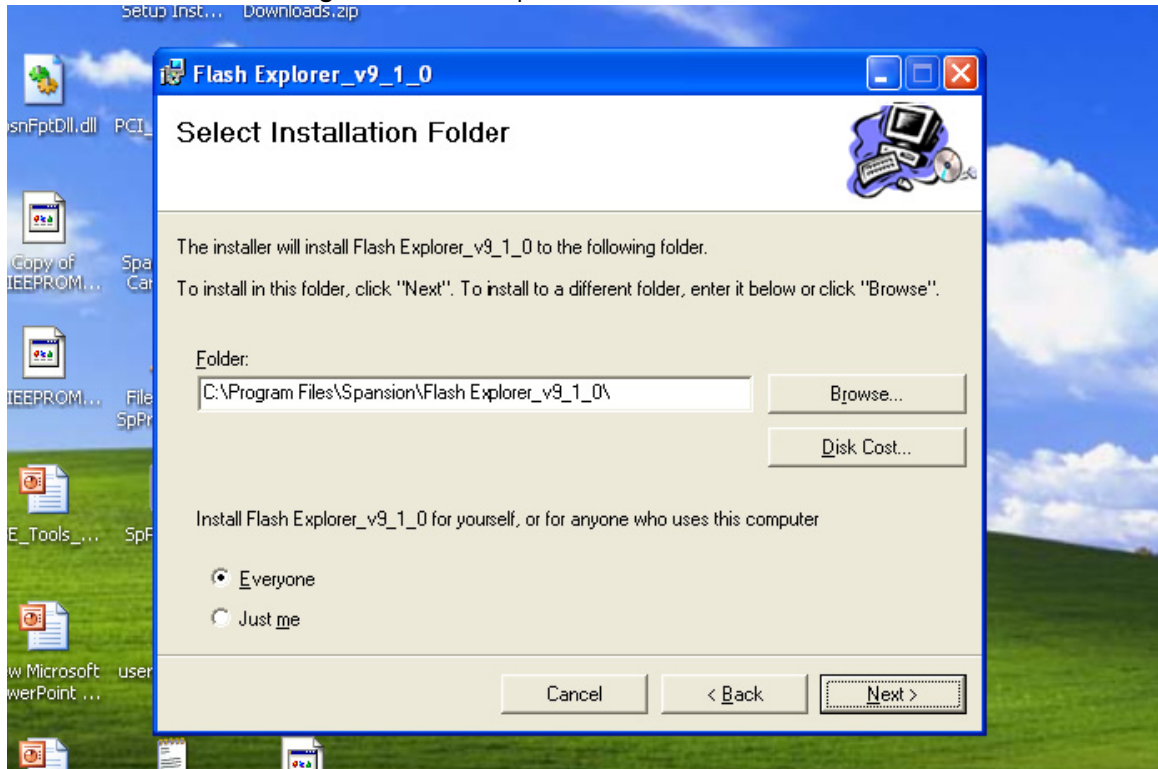 Setup Inst... Downloads.zip
Flash Explorer_v9_1_0
Select Installation Folder
The installer will install Flash Explorer_v9_1_0 to the following folder.
To install in this folder, click "Next". To install to a different folder, enter it below or click "Browse".
Folder:
C:\Program Files\Spansion\Flash Explorer_v9_1_0\
Browse...
Disk Cost...
Install Flash Explorer_v9_1_0 for yourself, or for anyone who uses this computer
Everyone
Just me
Cancel
< Back
Next >
snFptDll.dll
PCI_
Copy of
IEEPROM...
Spa
Car
IEEPROM...
File
SpPr
E_Tools_...
SpF
w Microsoft
werPoint ...
user